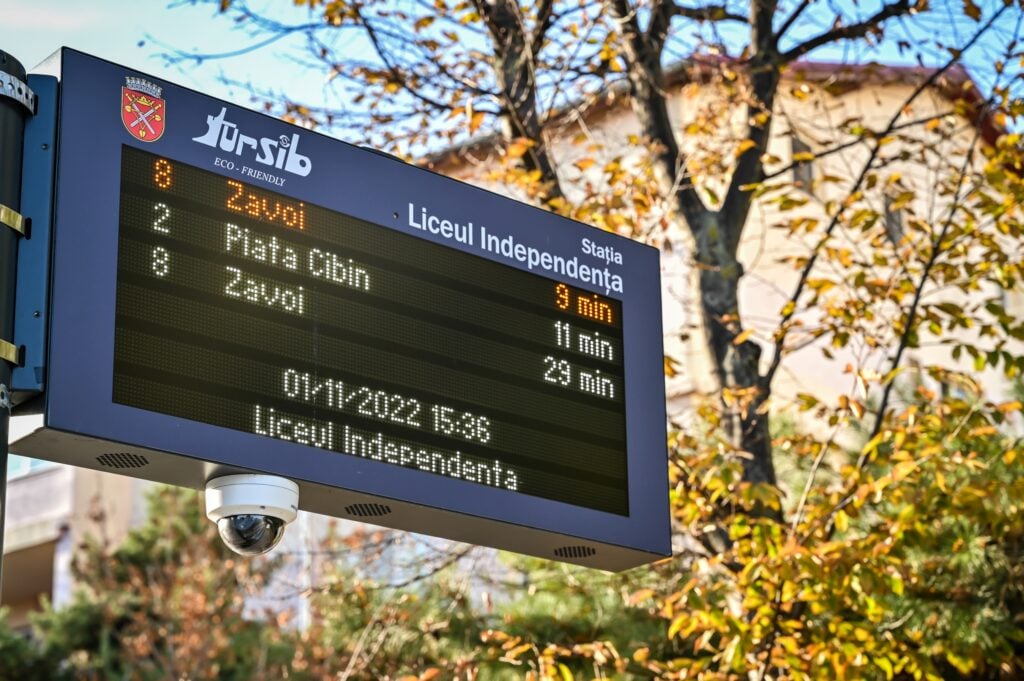 Tursib
ECO - FRIENDLY
Stația
Liceul Independența
8 Zavoi 9 min
2 Piata Cibin 11 min
8 Zavoi 29 min
01/11/2022 15:36
Liceul Independenta